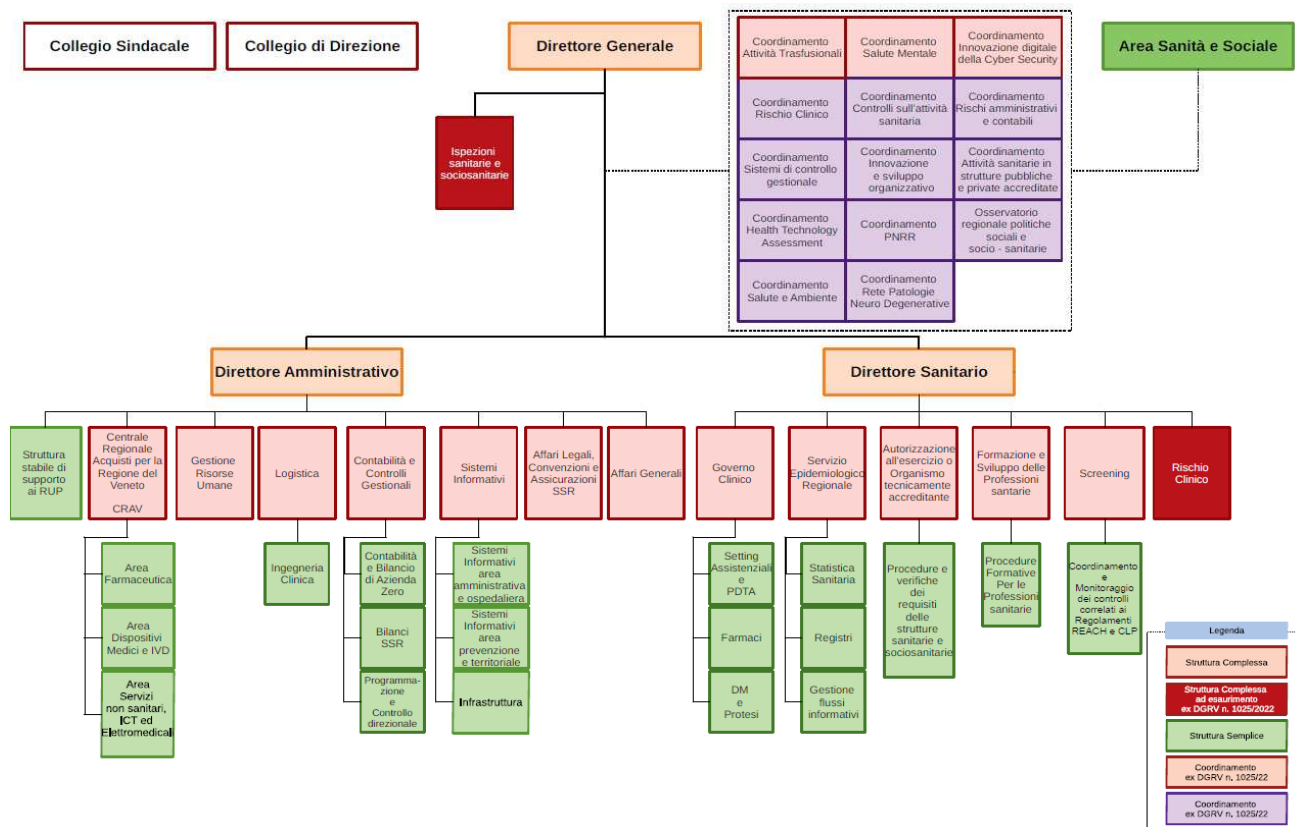 Collegio Sindacale
Collegio di Direzione
Direttore Generale
Coordinamento
Attività Trasfusionali
Coordinamento
Salute Mentale
Coordinamento
Innovazione digitale
della Cyber Security
Area Sanità e Sociale
Coordinamento
Rischio Clinico
Coordinamento
Controlli sull'attività
sanitaria
Coordinamento
Rischi amministrativi
e contabili
Ispezioni
sanitarie e
sociosanitarie
Coordinamento
Sistemi di controllo
gestionale
Coordinamento
Innovazione
e sviluppo
organizzativo
Coordinamento
Attività sanitarie in
strutture pubbliche
e private accreditate
Coordinamento
Health Technology
Assessment
Coordinamento
PNRR
Osservatorio
regionale politiche
sociali e
socio - sanitarie
Coordinamento
Salute e Ambiente
Coordinamento
Rete Patologie
Neuro Degenerative
Direttore Amministrativo
Direttore Sanitario
Struttura
stabile di
supporto
ai RUP
Centrale
Regionale
Acquisti per la
Regione del
Veneto
CRAV
Gestione
Risorse
Umane
Logistica
Contabilità e
Controlli
Gestionali
Sistemi
Informativi
Affari Legali,
Convenzioni e
Assicurazioni
SSR
Affari Generali
Governo
Clinico
Servizio
Epidemiologico
Regionale
Autorizzazione
all'esercizio o
Organismo
tecnicamente
accreditante
Formazione e
Sviluppo delle
Professioni
sanitarie
Screening
Rischio
Clinico
Area
Farmaceutica
Ingegneria
Clinica
Contabilità
e Bilancio
di Azienda
Zero
Sistemi
Informativi
area
amministrativa
e ospedaliera
Setting
Assistenziali
e
PDTA
Statistica
Sanitaria
Procedure e
verifiche
dei
requisiti
delle
strutture
sanitarie e
sociosanitarie
Procedure
Formative
Per le
Professioni
sanitarie
Coordinamento
e
Monitoraggio
dei controlli
correlati ai
Regolamenti
REACH e CLP
Area
Dispositivi
Medici e IVD
Bilanci
SSR
Sistemi
Informativi
area
prevenzione
e territoriale
Farmaci
Registri
Area
Servizi
non sanitari,
ICT ed
Elettromedicali
Programma-
zione
e
Controllo
direzionale
Infrastruttura
DM
e
Protesi
Gestione
flussi
informativi
Legenda
Struttura Complessa
Struttura Complessa
ad esaurimento
ex DGRV n. 1025/2022
Struttura Semplice
Coordinamento
ex DGRV n. 1025/22
Coordinamento
ex DGRV n. 1025/22